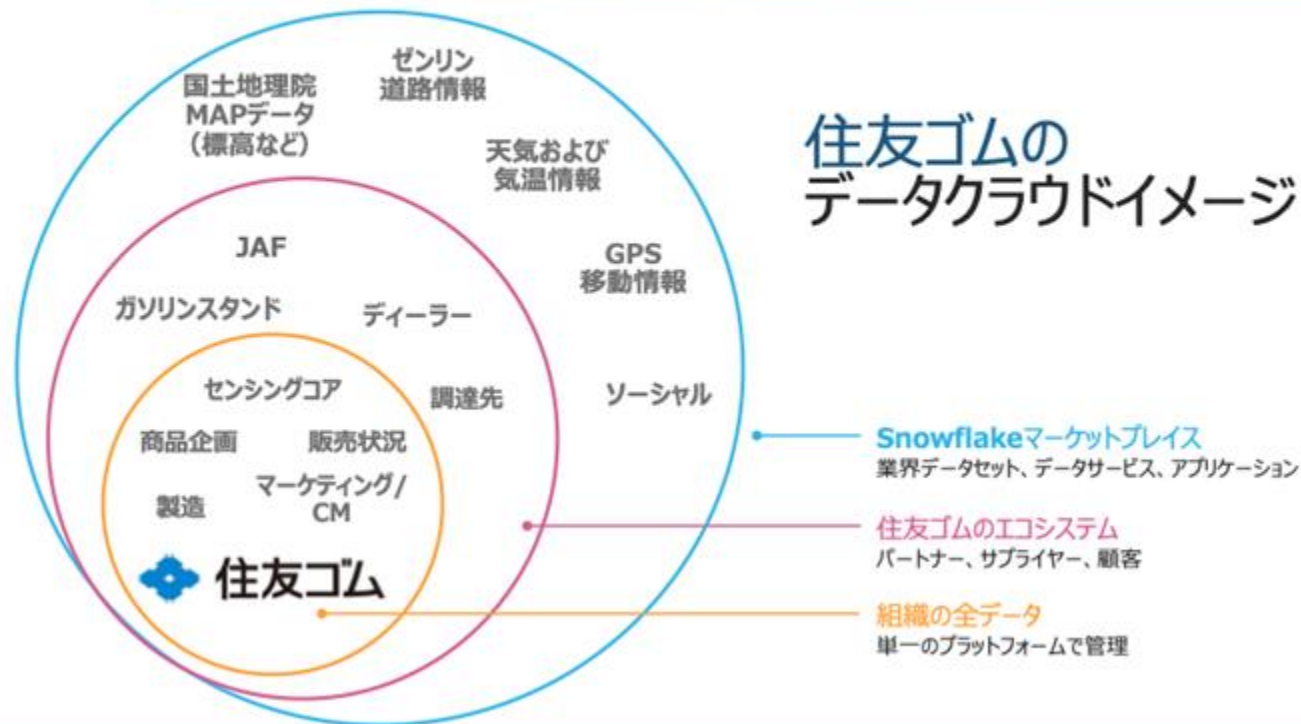 住友ゴムの
データクラウドイメージ
国土地理院
MAPデータ
（標高など）
ゼンリン
道路情報
天気および
気温情報
GPS
移動情報
ソーシャル
JAF
ガソリンスタンド
ディーラー
調達先
センシングコア
商品企画
販売状況
製造
マーケティング/
CM
住友ゴム
Snowflakeマーケットプレイス
業界データセット、データサービス、アプリケーション
住友ゴムのエコシステム
パートナー、サプライヤー、顧客
組織の全データ
単一のプラットフォームで管理